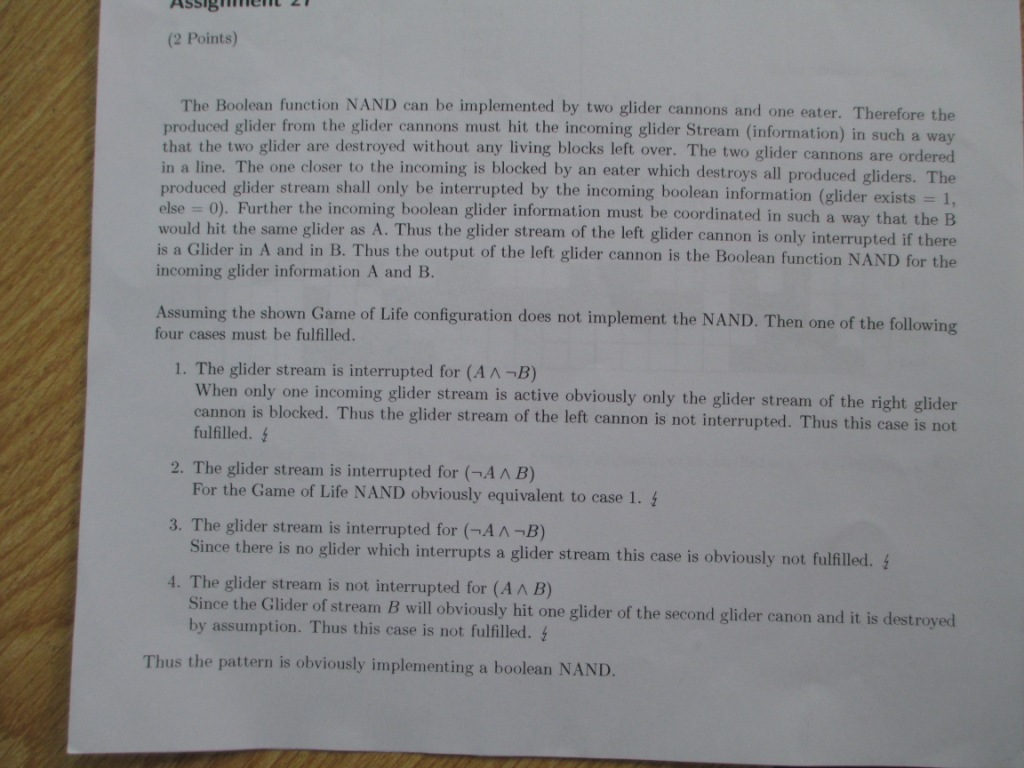 Assignment 27
(2 Points)
The Boolean function NAND can be implemented by two glider cannons and one eater. Therefore the
produced glider from the glider cannons must hit the incoming glider Stream (information) in such a way
that the two glider are destroyed without any living blocks left over. The two glider cannons are ordered
in a line. The one closer to the incoming is blocked by an eater which destroys all produced gliders. The
produced glider stream shall only be interrupted by the incoming boolean information (glider exists = 1,
else = 0). Further the incoming boolean glider information must be coordinated in such a way that the B
would hit the same glider as A. Thus the glider stream of the left glider cannon is only interrupted if there
is a Glider in A and in B. Thus the output of the left glider cannon is the Boolean function NAND for the
incoming glider information A and B.
Assuming the shown Game of Life configuration does not implement the NAND. Then one of the following
four cases must be fulfilled.
1. The glider stream is interrupted for (A ∧ ¬B)
When only one incoming glider stream is active obviously only the glider stream of the right glider
cannon is blocked. Thus the glider stream of the left cannon is not interrupted. Thus this case is not
fulfilled. ↯
2. The glider stream is interrupted for (¬A ∧ B)
For the Game of Life NAND obviously equivalent to case 1. ↯
3. The glider stream is interrupted for (¬A ∧ ¬B)
Since there is no glider which interrupts a glider stream this case is obviously not fulfilled. ↯
4. The glider stream is not interrupted for (A ∧ B)
Since the Glider of stream B will obviously hit one glider of the second glider canon and it is destroyed
by assumption. Thus this case is not fulfilled. ↯
Thus the pattern is obviously implementing a boolean NAND.